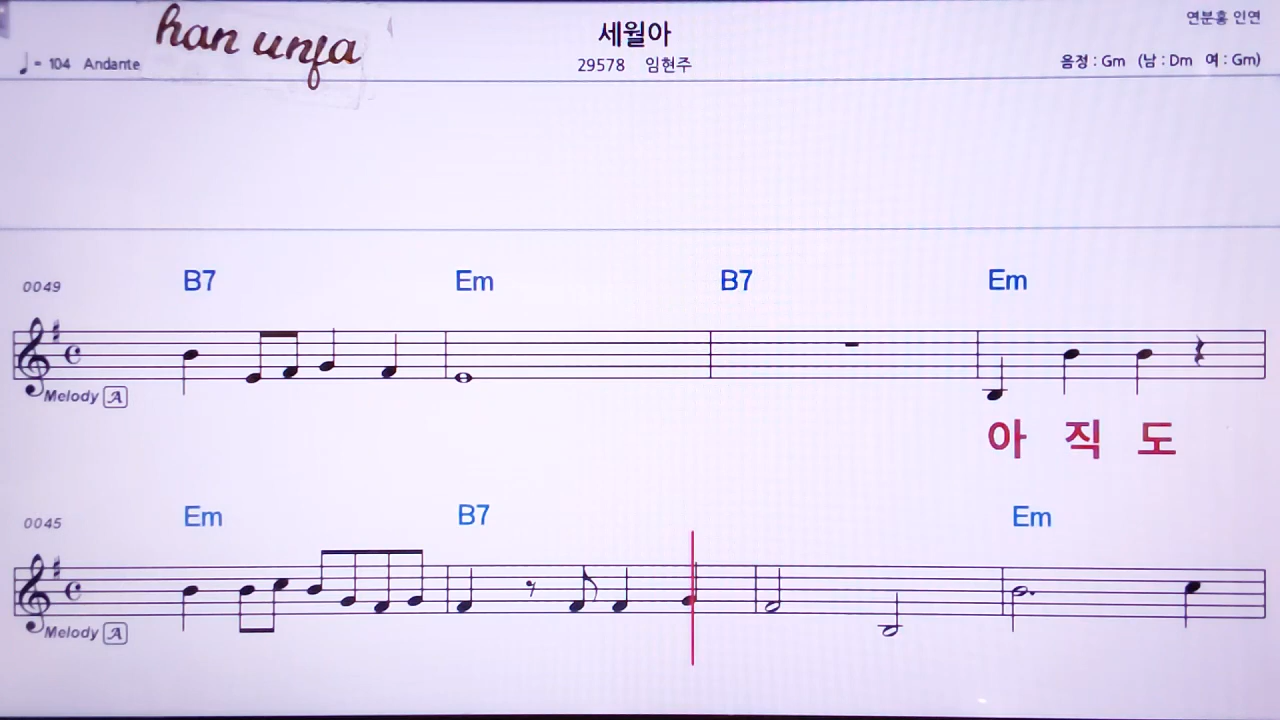 han unfa
세월아
연분홍 인연
♩= 104 Andante
29578 임현주
음정 : Gm (남 : Dm 여 : Gm)
0049
B7 Em B7 Em
Melody A
아 직 도
0045
Em B7 Em
Melody A